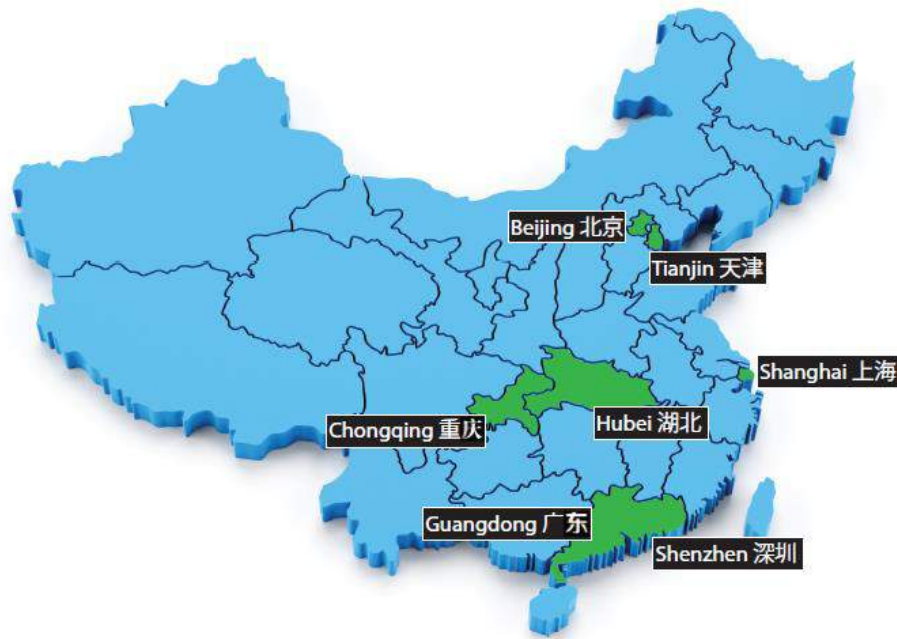 Beijing 北京
Tianjin 天津
Shanghai 上海
Chongqing 重庆
Hubei 湖北
Guangdong 广东
Shenzhen 深圳